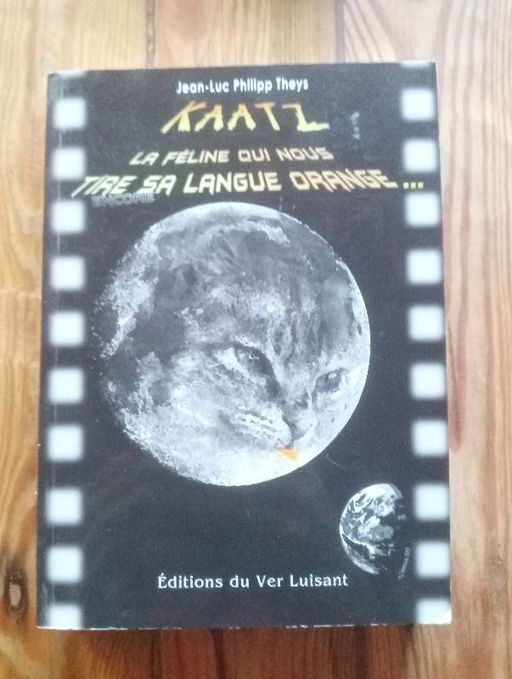 Jean-Luc Philipp Theys
KAATZ
LA FÉLINE QUI NOUS
TIRE SA LANGUE ORANGE...
ENCORE
Éditions du Ver Luisant